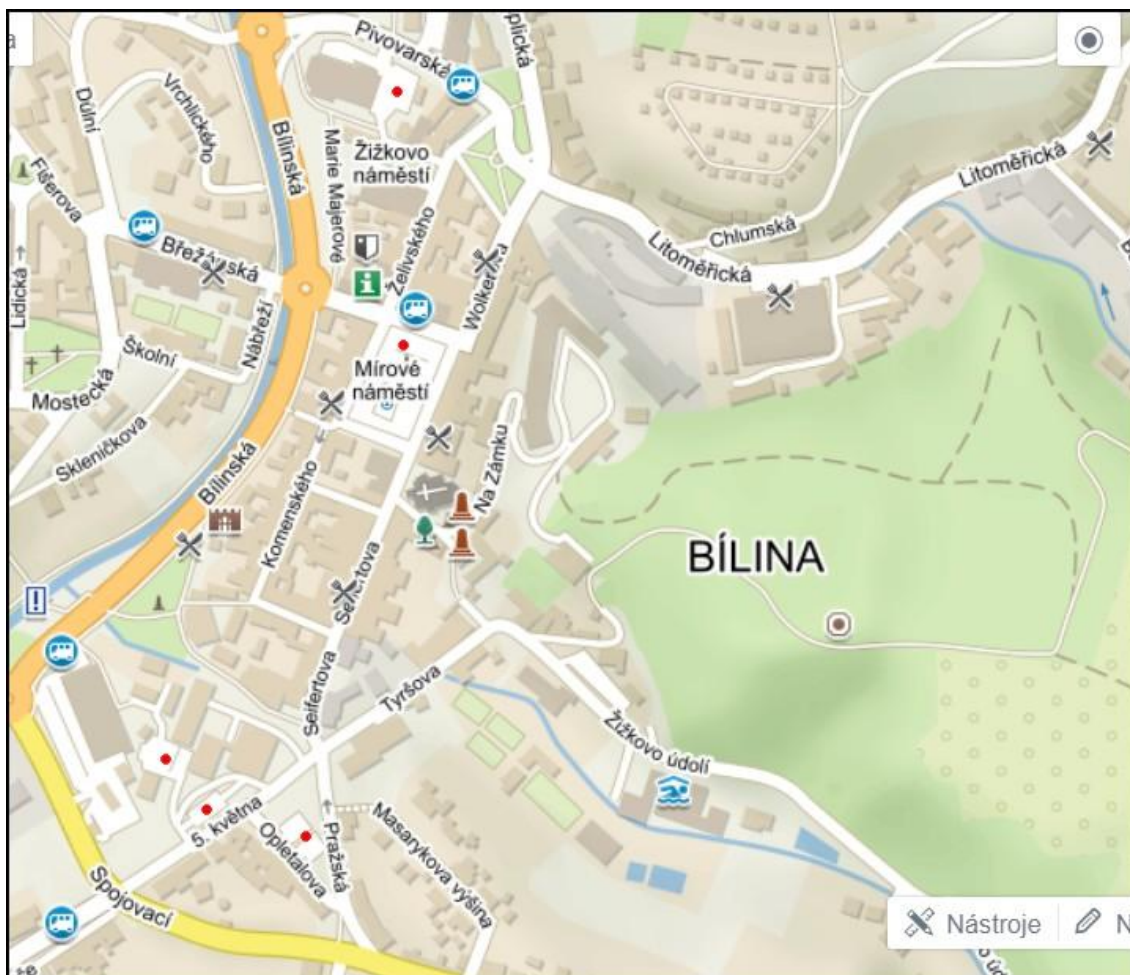 a
Pivovarská
plická
Důlní
Vrchlického
Bílinská
Marie Majerové
Žižkovo
náměstí
Fišerova
Litoměřická
Chlumská
Litoměřická
Břežánská
Želivského
Lidická
i
Nábřeží
Školní
Mírové
náměstí
Mostecká
Skleničkova
Bílinská
Na Zámku
Komenského
BÍLINA
Seifertova
Seifertova
Tyršova
Žižkovo údolí
5. května
Opletalova
Pražská
Masarykova výšina
Spojovací
Nástroje
N